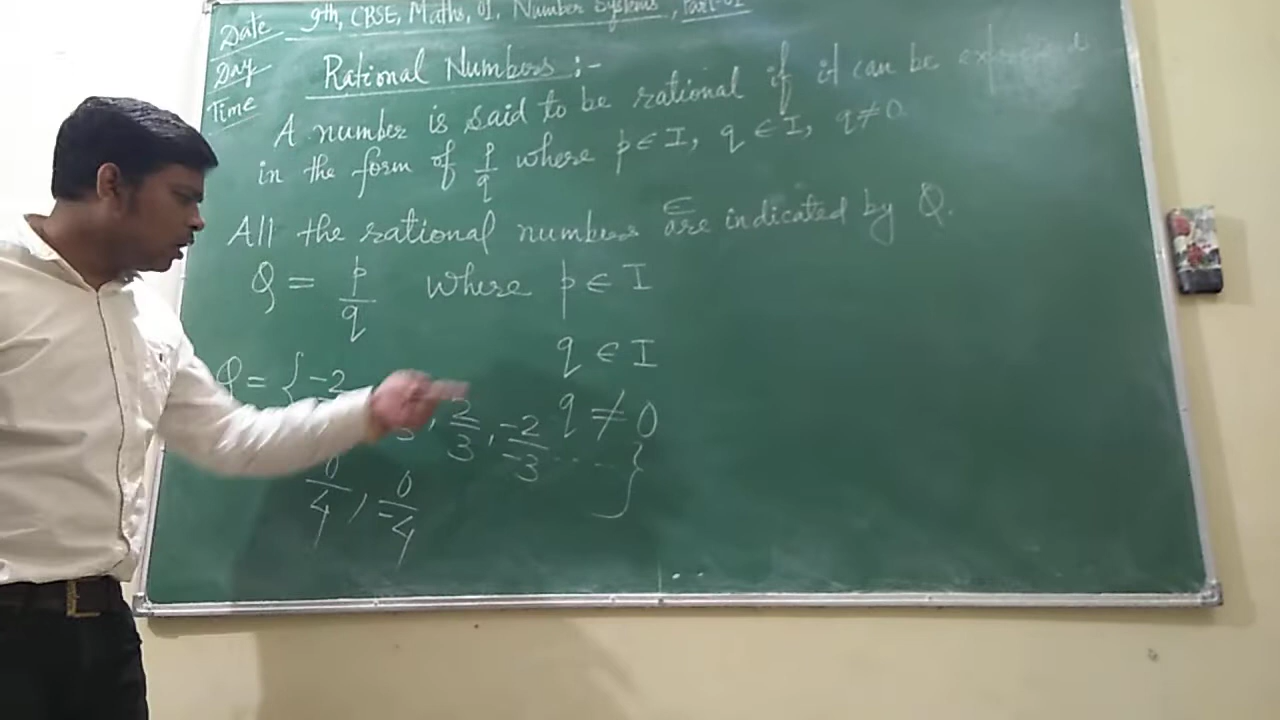 Date 9th, CBSE, Maths, 01. Number Systems, Part-01
Day
Time
Rational Numbers :-
A number is said to be rational if it can be expressed
in the form of p/q where p ∈ I, q ∈ I, q ≠ 0
All the rational numbers are indicated by Q.
∈
Q = p/q where p ∈ I
q ∈ I
q ≠ 0
Q = { -2
3 , 2/3 , -2/-3 ... }
0/4 , 0/-4